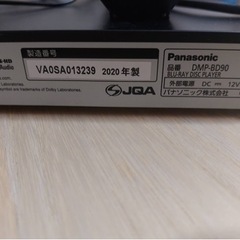 製造番号
VA0SA013239 2020年製
JQA
Panasonic
品番 DMP-BD90
BLU-RAY DISC PLAYER
外部電源 DC 12V
パナソニック株式会社